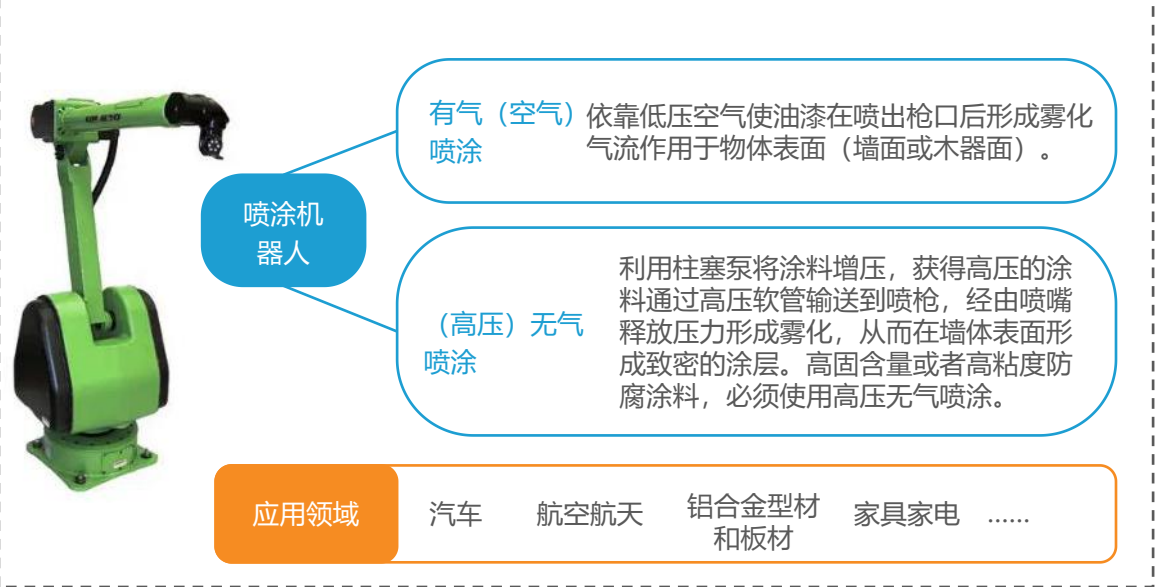 有气（空气）
喷涂
依靠低压空气使油漆在喷出枪口后形成雾化
气流作用于物体表面（墙面或木器面）。
喷涂机
器人
（高压）无气
喷涂
利用柱塞泵将涂料增压，获得高压的涂
料通过高压软管输送到喷枪，经由喷嘴
释放压力形成雾化，从而在墙体表面形
成致密的涂层。高固含量或者高粘度防
腐涂料，必须使用高压无气喷涂。
应用领域
汽车
航空航天
铝合金型材
和板材
家具家电
......